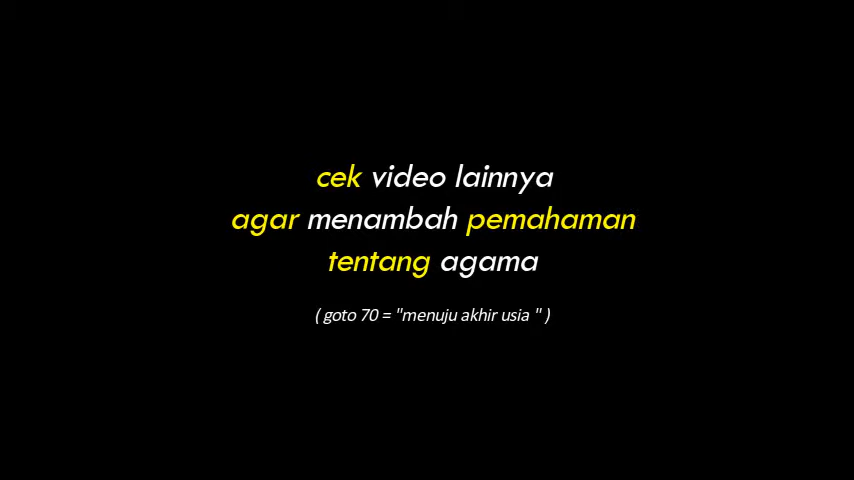 cek video lainnya
agar menambah pemahaman
tentang agama
( goto 70 = "menuju akhir usia " )